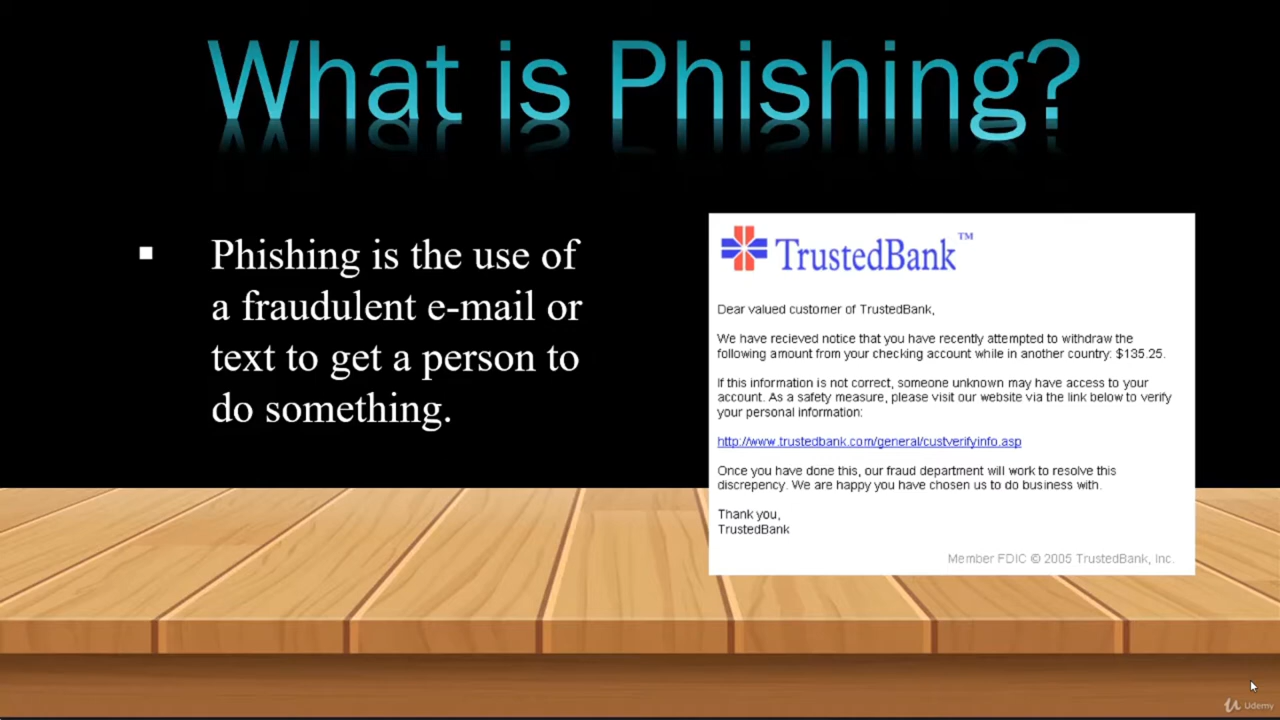 What is Phishing?
▪ Phishing is the use of
a fraudulent e-mail or
text to get a person to
do something.
TrustedBank™
Dear valued customer of TrustedBank,
We have recieved notice that you have recently attempted to withdraw the
following amount from your checking account while in another country: $135.25.
If this information is not correct, someone unknown may have access to your
account. As a safety measure, please visit our website via the link below to verify
your personal information:
http://www.trustedbank.com/general/custverifyinfo.asp
Once you have done this, our fraud department will work to resolve this
discrepency. We are happy you have chosen us to do business with.
Thank you,
TrustedBank
Member FDIC © 2005 TrustedBank, Inc.
Udemy